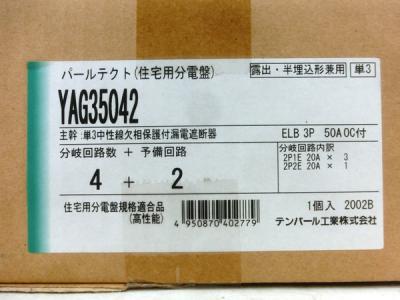 パールテクト(住宅用分電盤)
露出・半埋込形兼用 単3
YAG35042
主幹:単3中性線欠相保護付漏電遮断器 ELB 3P 50A OC付
分岐回路数 + 予備回路
分岐回路内訳
2P1E 20A × 3
2P2E 20A × 1
4 + 2
住宅用分電盤規格適合品
(高性能)
4 950870 402779
1個入 2002B
テンパール工業株式会社